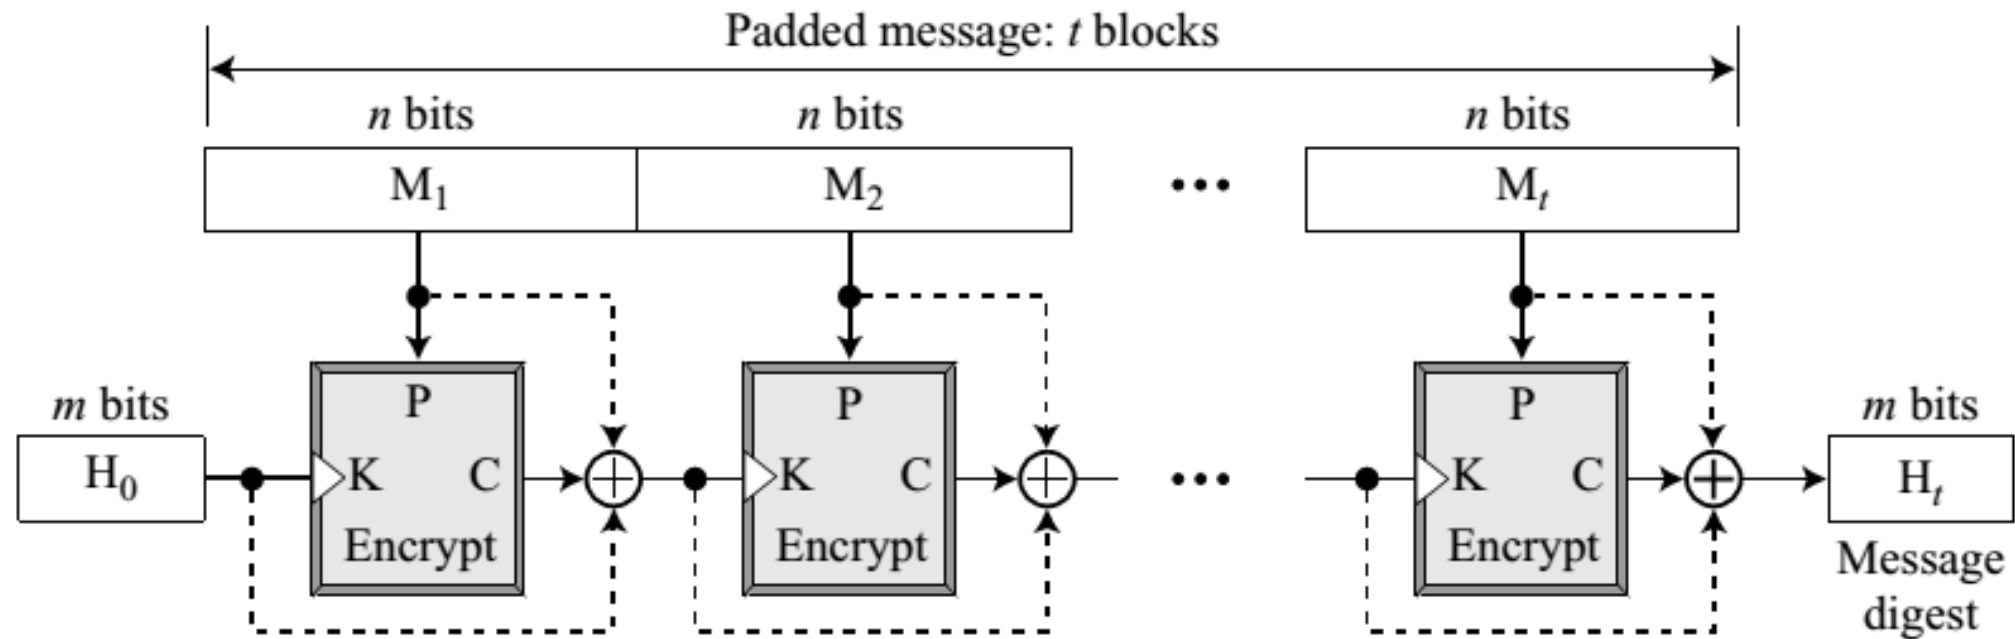 Padded message: t blocks
n bits n bits n bits
M₁ M₂ ••• Mₜ
P P P
m bits m bits
H₀ K C K C ••• K C Hₜ
Encrypt Encrypt Encrypt
Message
digest